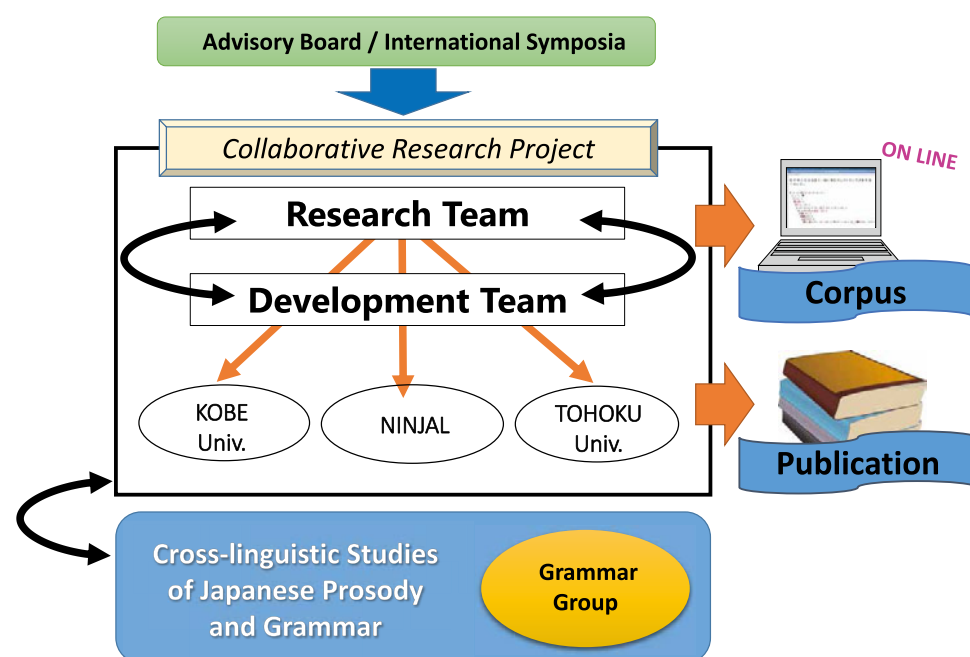 Advisory Board / International Symposia
Collaborative Research Project
ON LINE
Research Team
Development Team
Corpus
KOBE
Univ.
NINJAL
TOHOKU
Univ.
Publication
Cross-linguistic Studies
of Japanese Prosody
and Grammar
Grammar
Group